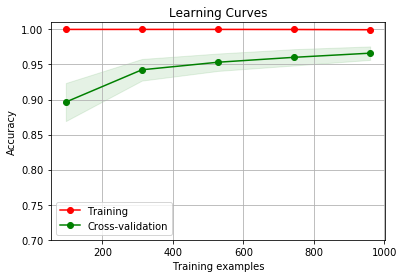 Learning Curves
1.00
0.95
0.90
0.85
0.80
0.75
0.70
Accuracy
Training
Cross-validation
200
400
600
800
1000
Training examples